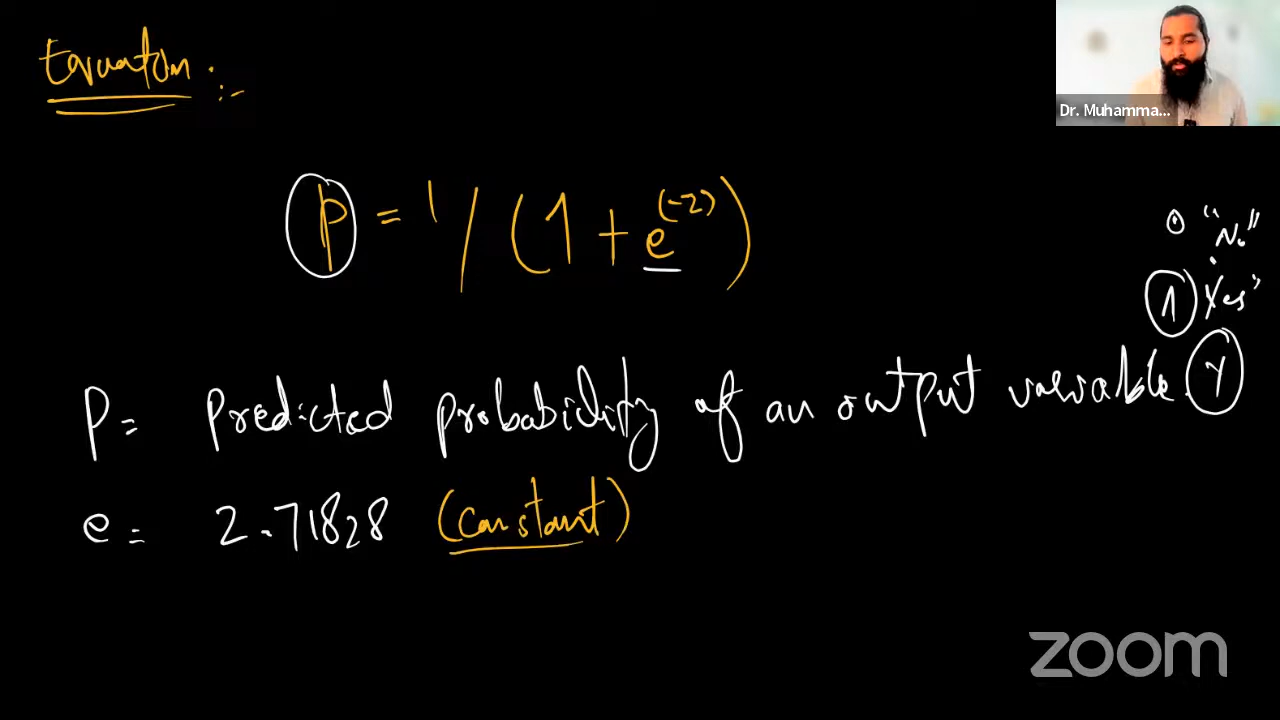 Equation :-
Dr. Muhamma...
P = 1 / (1 + e^(-z))
0 "No"
1 Yes"
P = Predicted probability of an output variable. Y
e = 2.71828 (constant)
zoom